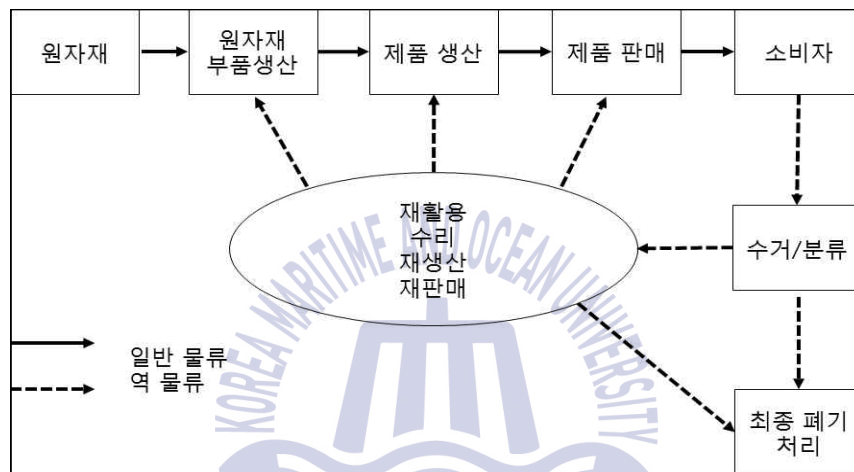 원자재
원자재
부품생산
제품 생산
제품 판매
소비자
재활용
수리
재생산
재판매
수거/분류
일반 물류
역 물류
최종 폐기
처리
KOREA MARITIME AND OCEAN UNIVERSITY